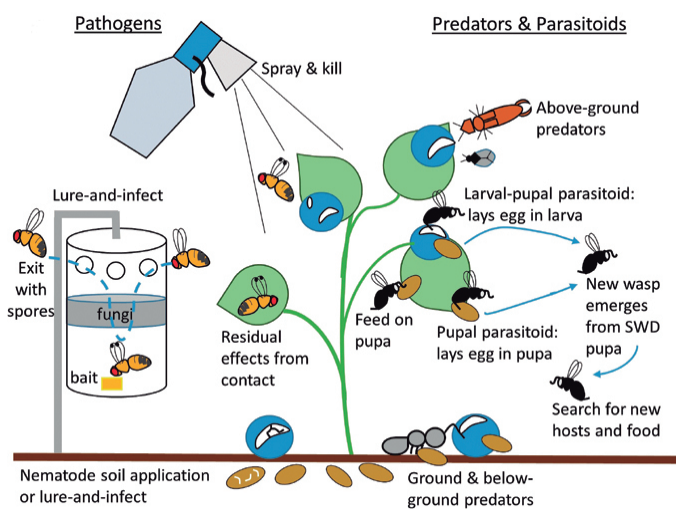 Pathogens
Predators & Parasitoids
Spray & kill
Above-ground
predators
Lure-and-infect
Larval-pupal parasitoid:
lays egg in larva
Exit
with
spores
fungi
bait
Residual
effects from
contact
Feed on
pupa
Pupal parasitoid:
lays egg in pupa
New wasp
emerges
from SWD
pupa
Search for new
hosts and food
Nematode soil application
or lure-and-infect
Ground & below-
ground predators